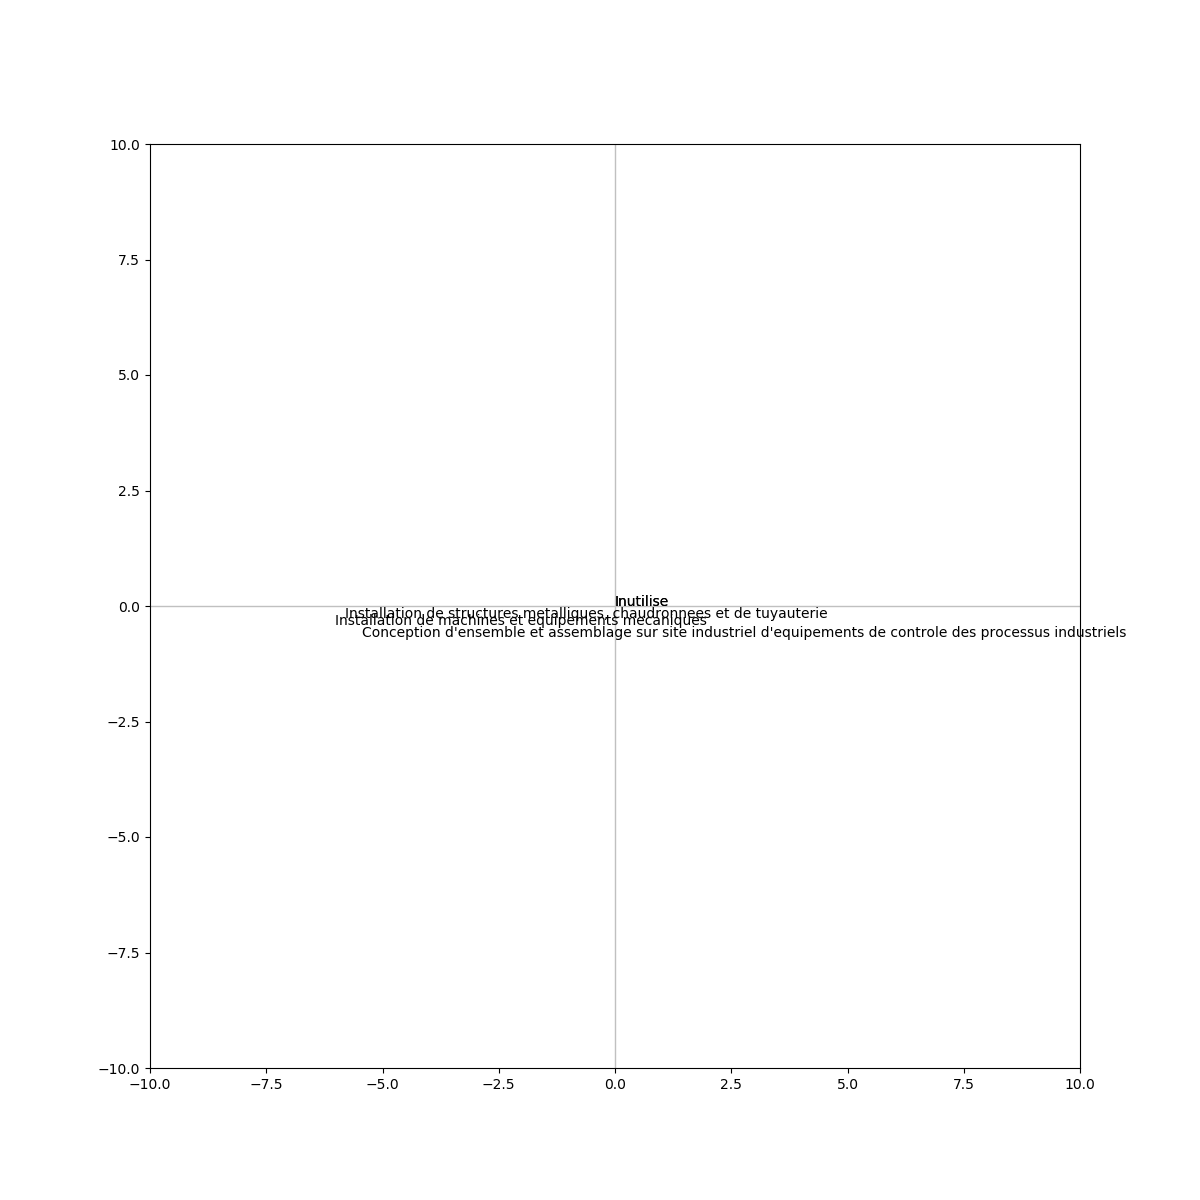 10.0
7.5
5.0
2.5
0.0
−2.5
−5.0
−7.5
−10.0
Inutilise
Installation de structures metalliques, chaudronnees et de tuyauterie
Installation de machines et equipements mecaniques
Conception d'ensemble et assemblage sur site industriel d'equipements de controle des processus industriels
−10.0 −7.5 −5.0 −2.5 0.0 2.5 5.0 7.5 10.0